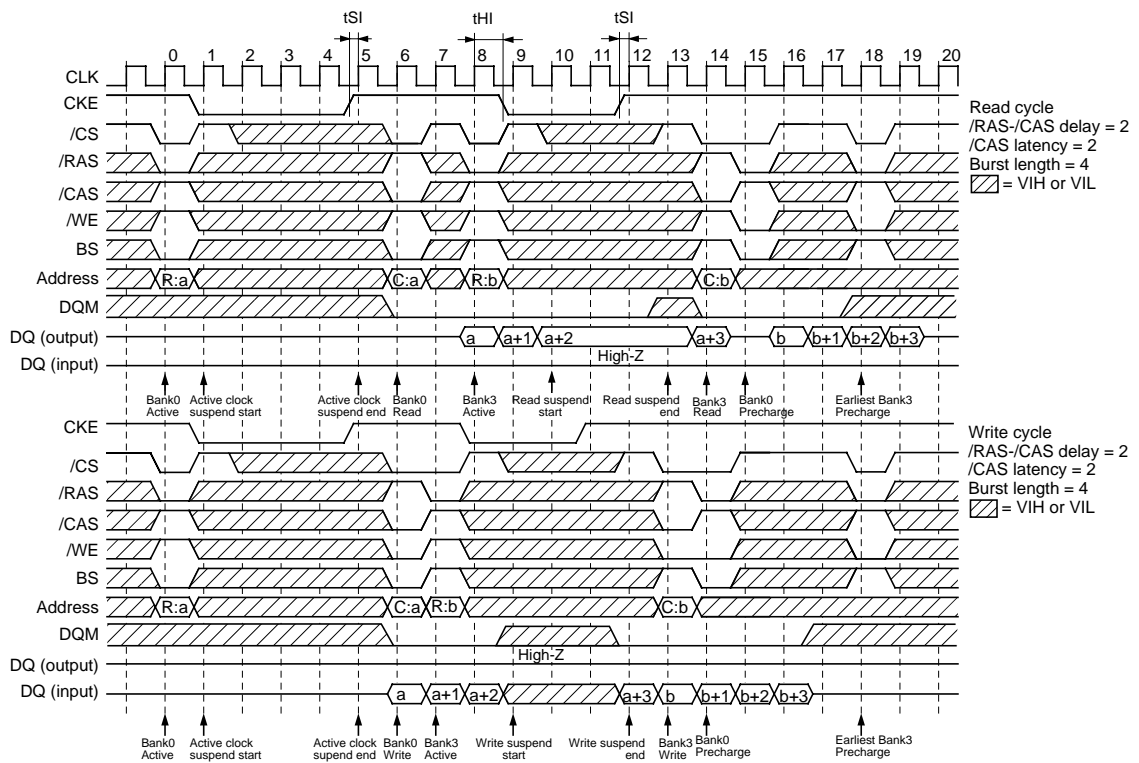 tSI tHI tSI
0 1 2 3 4 5 6 7 8 9 10 11 12 13 14 15 16 17 18 19 20
CLK
CKE
/CS
/RAS
/CAS
/WE
BS
Address R:a C:a R:b C:b
DQM
DQ (output) a a+1 a+2 a+3 b b+1 b+2 b+3
High-Z
DQ (input)
Bank0 Active clock Active clock Bank0 Bank3 Read suspend Read suspend Bank3 Bank0 Earliest Bank3
Active suspend start supend end Read Active start end Read Precharge Precharge
Read cycle
/RAS-/CAS delay = 2
/CAS latency = 2
Burst length = 4
= VIH or VIL
CKE
/CS
/RAS
/CAS
/WE
BS
Address R:a C:a R:b C:b
DQM
High-Z
DQ (output)
DQ (input) a a+1 a+2 a+3 b b+1 b+2 b+3
Bank0 Active clock Active clock Bank0 Bank3 Write suspend Write suspend Bank3 Bank0 Earliest Bank3
Active suspend start supend end Write Active start end Write Precharge Precharge
Write cycle
/RAS-/CAS delay = 2
/CAS latency = 2
Burst length = 4
= VIH or VIL